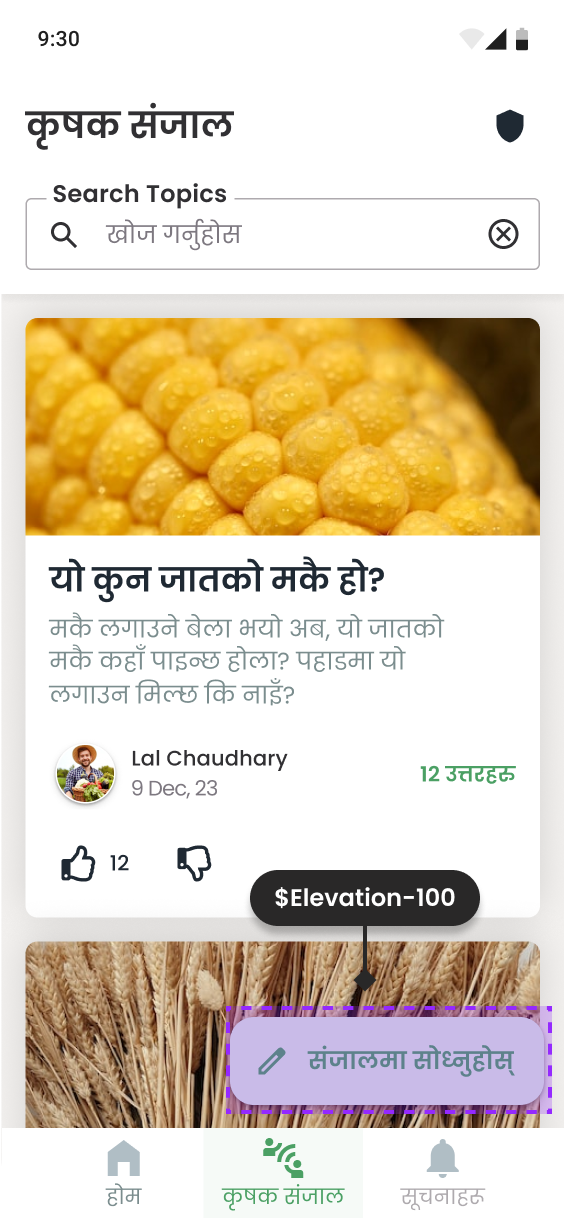 9:30
कृषक संजाल
Search Topics
खोज गर्नुहोस
यो कुन जातको मकै हो?
मकै लगाउने बेला भयो अब, यो जातको
मकै कहाँ पाइन्छ होला? पहाडमा यो
लगाउन मिल्छ कि नाइँ?
Lal Chaudhary
9 Dec, 23
12 उत्तरहरु
12
$Elevation-100
संजालमा सोध्नुहोस्
होम
कृषक संजाल
सूचनाहरू